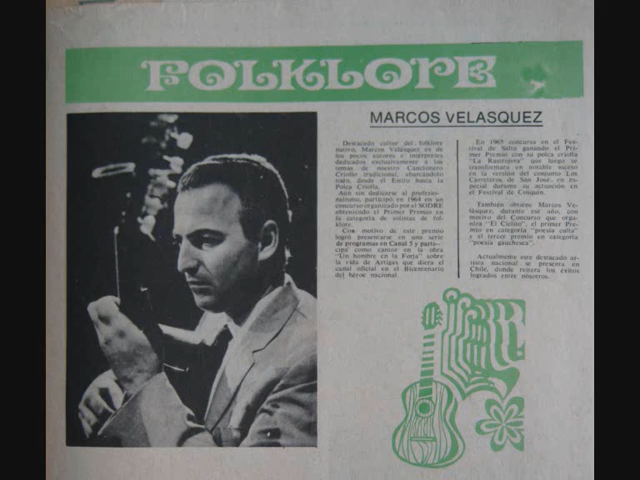 FOLKLORE
MARCOS VELASQUEZ
Destacado cultor del folklore
nativo, Marcos Velásquez es de
los pocos autores e intérpretes
dedicados exclusivamente a los
temas de nuestro Cancionero
Criollo tradicional, abarcándolo
todo, desde el Estilo hasta la
Polca Criolla.
Aún sin dedicarse al profesio-
nalismo, participó en 1964 en un
concurso organizado por el SODRE
obteniendo el Primer Premio en
la categoría de solistas de fol-
klore.
Con motivo de este premio
logró presentarse en una serie
de programas en Canal 5 y parti-
cipa como cantor en la obra
"Un hombre en la Forja" sobre
la vida de Artigas que diera el
canal oficial en el Bicentenario
del héroe nacional.
En 1965 concursa en el Fes-
tival de Salto ganando el Pri-
mer Premio con su polca criolla
"La Rastrojera" que luego se
transformara en notable suceso
en la versión del conjunto Los
Carreteros, de San José, en es-
pecial durante su actuación en
el Festival de Cosquín.
También obtiene Marcos Ve-
lásquez, durante ese año, con
motivo del Concurso que orga-
niza "El Cielito", el primer Pre-
mio en categoría "poesía culta"
y el tercer premio en categoría
"poesía gauchesca".
Actualmente este destacado ar-
tista nacional se presenta en
Chile, donde reitera los éxitos
logrados entre nosotros.